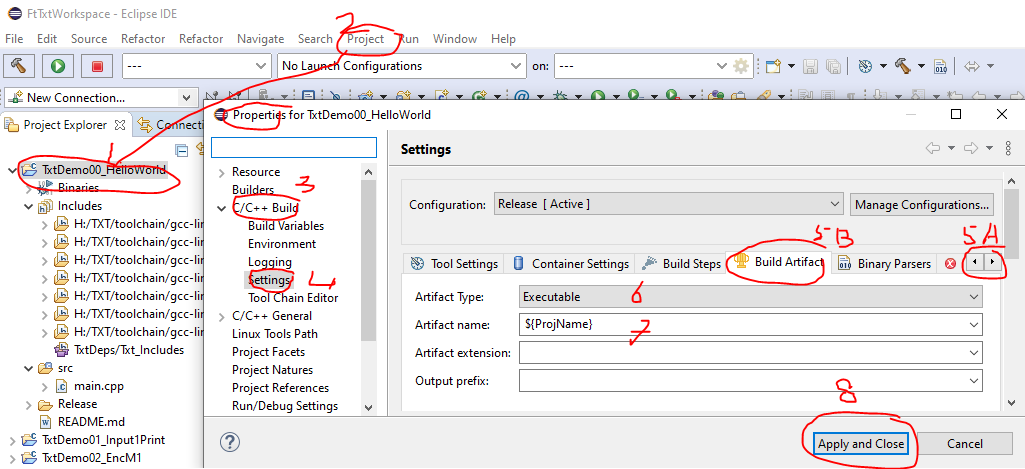 FtTxtWorkspace - Eclipse IDE
2
File Edit Source Refactor Refactor Navigate Search Project Run Window Help
--- No Launch Configurations on: ---
New Connection...
Project Explorer Connecti
Properties for TxtDemo00_HelloWorld
1
TxtDemo00_HelloWorld
Binaries
Includes
H:/TXT/toolchain/gcc-lin
H:/TXT/toolchain/gcc-lin
H:/TXT/toolchain/gcc-lin
H:/TXT/toolchain/gcc-lin
H:/TXT/toolchain/gcc-lin
H:/TXT/toolchain/gcc-lin
H:/TXT/toolchain/gcc-lin
TxtDeps/Txt_Includes
src
main.cpp
Release
README.md
TxtDemo01_Input1Print
TxtDemo02_EncM1
Resource
Builders
3
C/C++ Build
Build Variables
Environment
Logging
Settings 4
Tool Chain Editor
C/C++ General
Linux Tools Path
Project Facets
Project Natures
Project References
Run/Debug Settings
Settings
Configuration: Release [ Active ] Manage Configurations...
5B 5A
Tool Settings Container Settings Build Steps Build Artifact Binary Parsers
Artifact Type: Executable 6
Artifact name: ${ProjName} 7
Artifact extension:
Output prefix:
8
Apply and Close Cancel